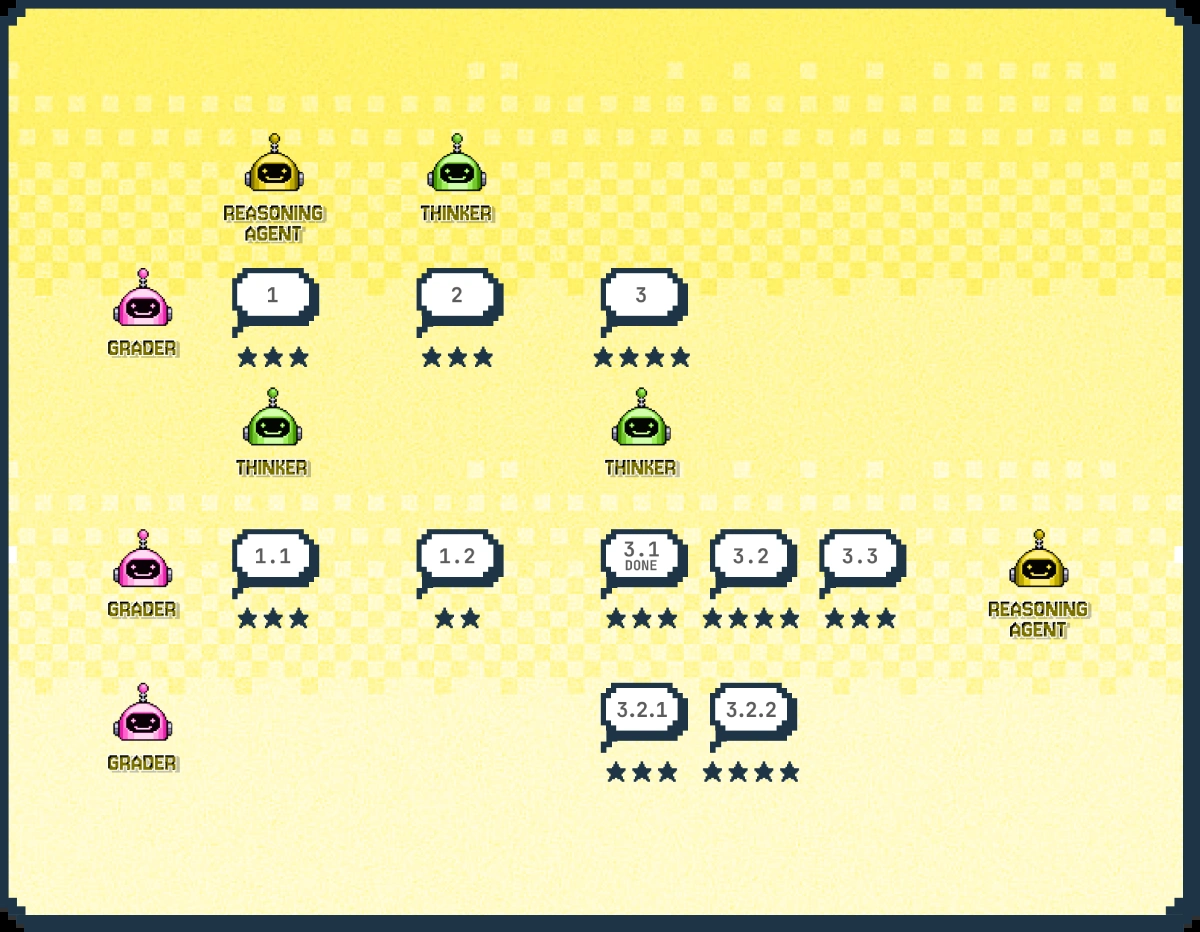 REASONING
AGENT
THINKER
GRADER
1
2
3
THINKER
THINKER
GRADER
1.1
1.2
3.1
DONE
3.2
3.3
REASONING
AGENT
GRADER
3.2.1
3.2.2